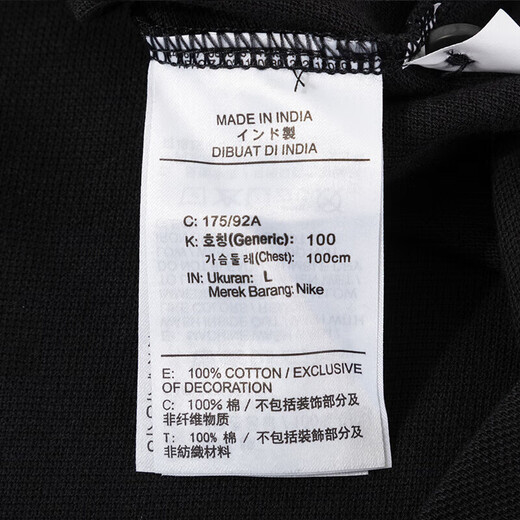 MADE IN INDIA
インド製
DIBUAT DI INDIA
C: 175/92A
K: 호칭(Generic): 100
가슴둘레(Chest): 100cm
IN: Ukuran: L
Merek Barang: Nike
E: 100% COTTON / EXCLUSIVE
OF DECORATION
C: 100% 棉 / 不包括装饰部分及
非纤维物质
T: 100% 棉 / 不包括裝飾部分及
非紡織材料